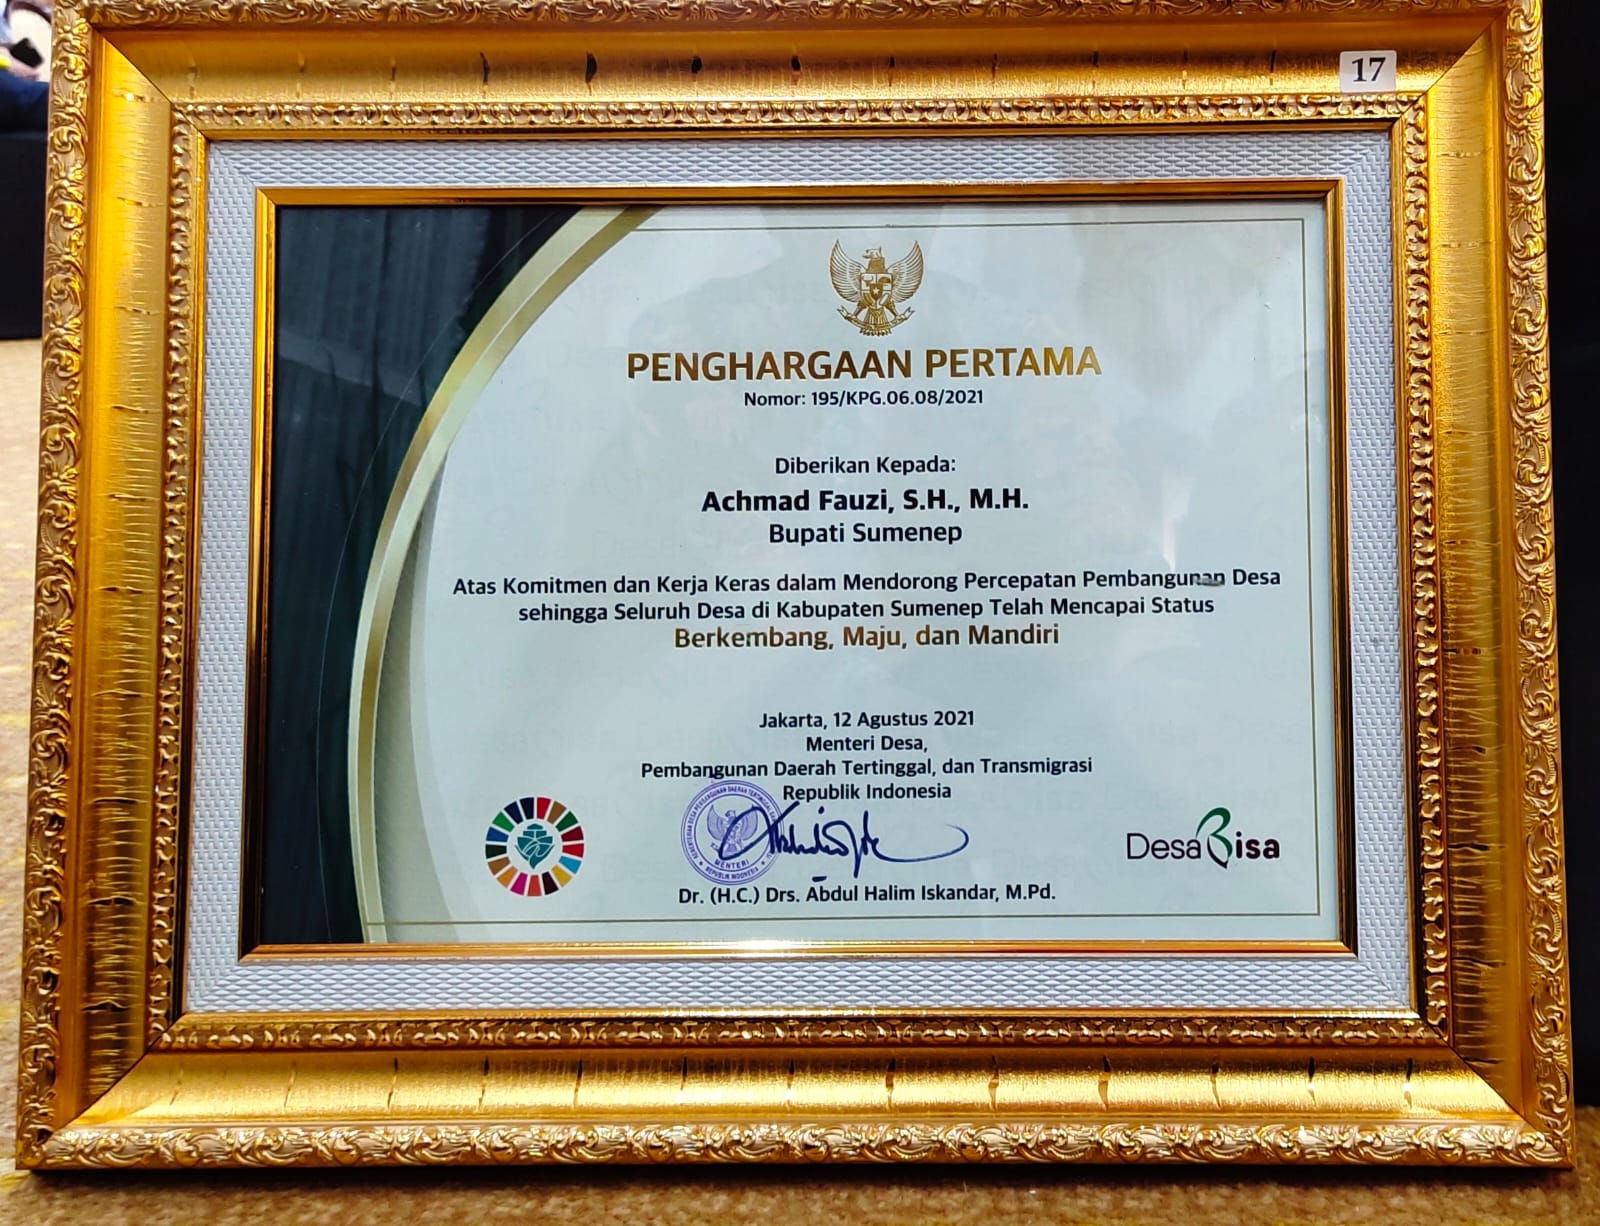 17
PENGHARGAAN PERTAMA
Nomor: 195/KPG.06.08/2021
Diberikan Kepada:
Achmad Fauzi, S.H., M.H.
Bupati Sumenep
Atas Komitmen dan Kerja Keras dalam Mendorong Percepatan Pembangunan Desa
sehingga Seluruh Desa di Kabupaten Sumenep Telah Mencapai Status
Berkembang, Maju, dan Mandiri
Jakarta, 12 Agustus 2021
Menteri Desa,
Pembangunan Daerah Tertinggal, dan Transmigrasi
Republik Indonesia
MENTERI
REPUBLIK INDONESIA
DesaBisa
Dr. (H.C.) Drs. Abdul Halim Iskandar, M.Pd.